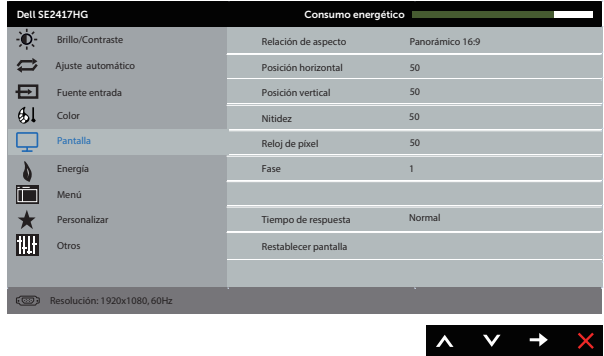 Dell SE2417HG Consumo energético
Brillo/Contraste Relación de aspecto Panorámico 16:9
Ajuste automático Posición horizontal 50
Fuente entrada Posición vertical 50
Color Nitidez 50
Pantalla Reloj de píxel 50
Energía Fase 1
Menú
Personalizar Tiempo de respuesta Normal
Otros Restablecer pantalla
Resolución: 1920x1080, 60Hz